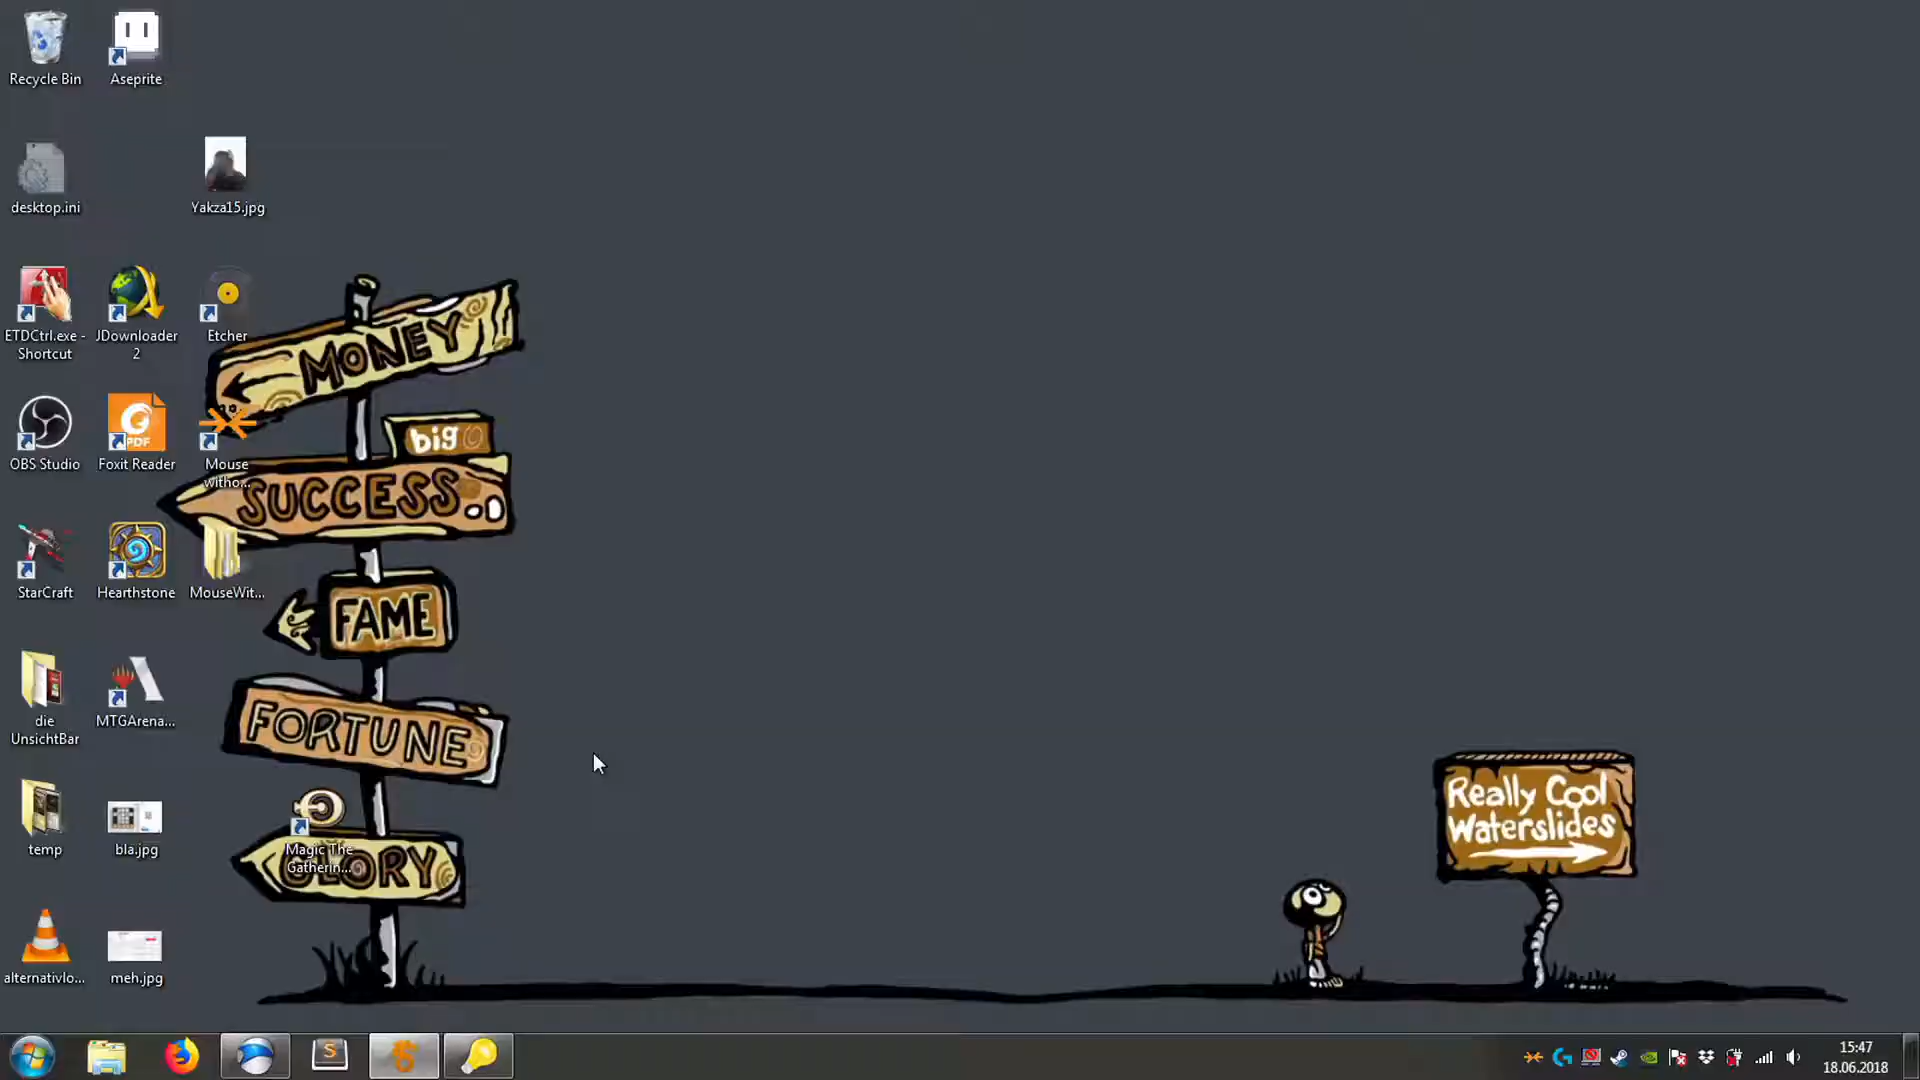 Recycle Bin
Aseprite
desktop.ini
Yakza15.jpg
ETDCtrl.exe -
Shortcut
JDownloader
2
Etcher
MONEY
OBS Studio
Foxit Reader
PDF
Mouse
witho...
big
SUCCESS
StarCraft
Hearthstone
MouseWit...
FAME
die
UnsichtBar
MTGArena...
FORTUNE
temp
bla.jpg
Magic The
Gatherin...
GLORY
Really Cool
Waterslides
alternativlo...
meh.jpg
S
15:47
18.06.2018